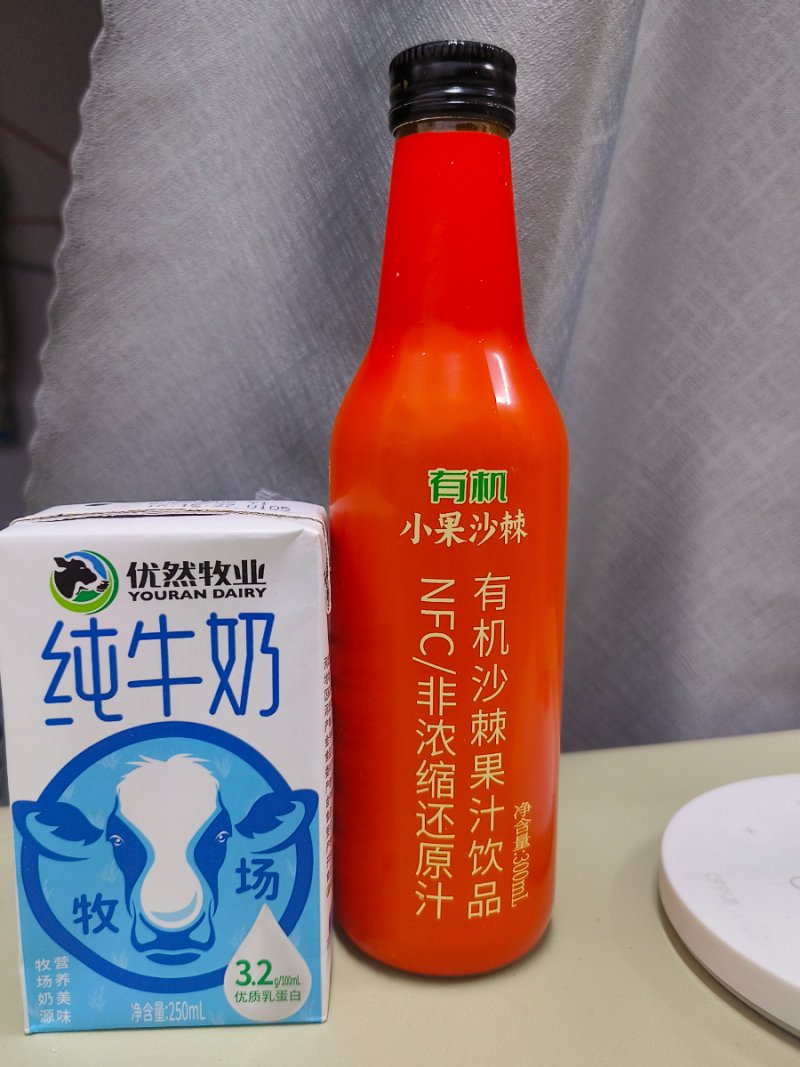 优然牧业
YOURAN DAIRY
纯牛奶
牧场
3.2g/100mL
优质乳蛋白
营养美味
牧场奶源
净含量:250mL
有机
小果沙棘
有机沙棘果汁饮品
NFC/非浓缩还原汁
净含量:300mL